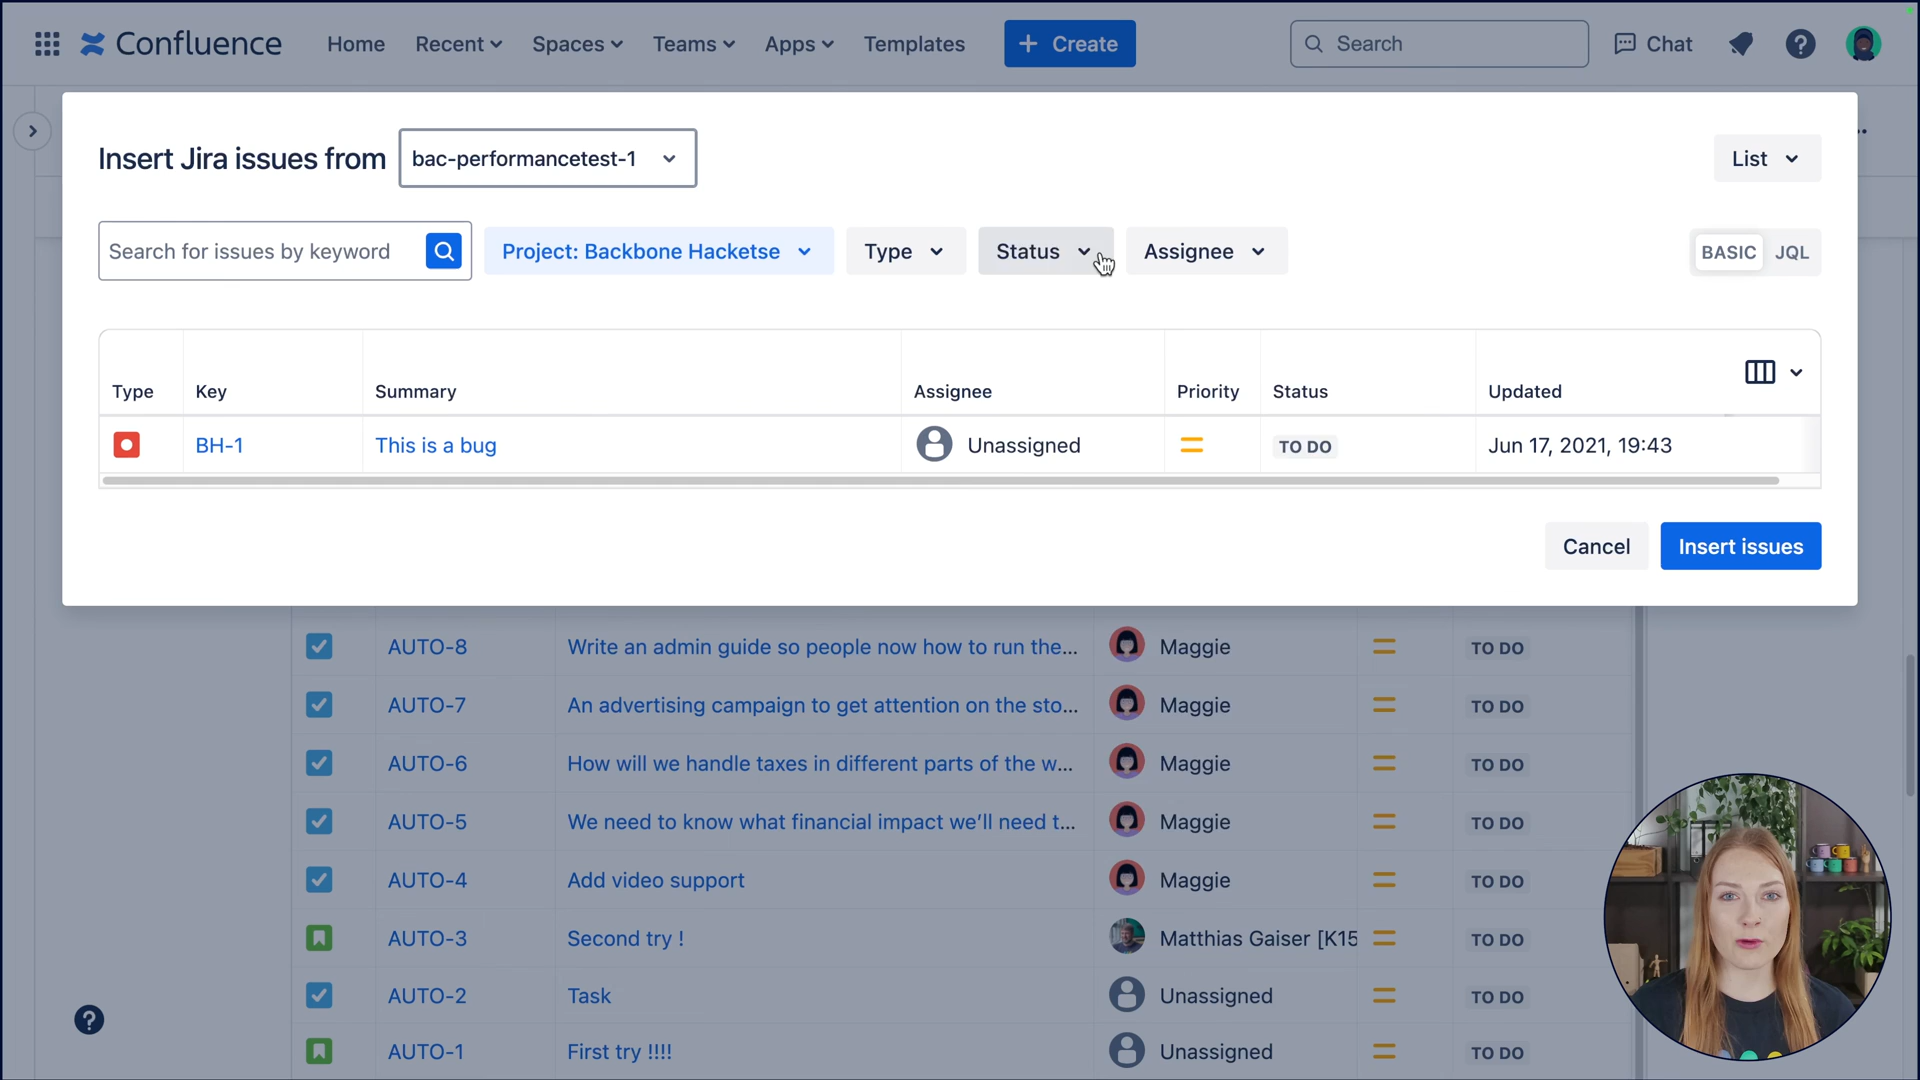 Confluence Home Recent Spaces Teams Apps Templates + Create Search Chat
Insert Jira issues from bac-performancetest-1 List
Search for issues by keyword Project: Backbone Hacketse Type Status Assignee BASIC JQL
Type Key Summary Assignee Priority Status Updated
BH-1 This is a bug Unassigned TO DO Jun 17, 2021, 19:43
Cancel Insert issues
AUTO-8 Write an admin guide so people now how to run the... Maggie TO DO
AUTO-7 An advertising campaign to get attention on the sto... Maggie TO DO
AUTO-6 How will we handle taxes in different parts of the w... Maggie TO DO
AUTO-5 We need to know what financial impact we’ll need t... Maggie TO DO
AUTO-4 Add video support Maggie TO DO
AUTO-3 Second try ! Matthias Gaiser [K15 TO DO
AUTO-2 Task Unassigned TO DO
AUTO-1 First try !!!! Unassigned TO DO